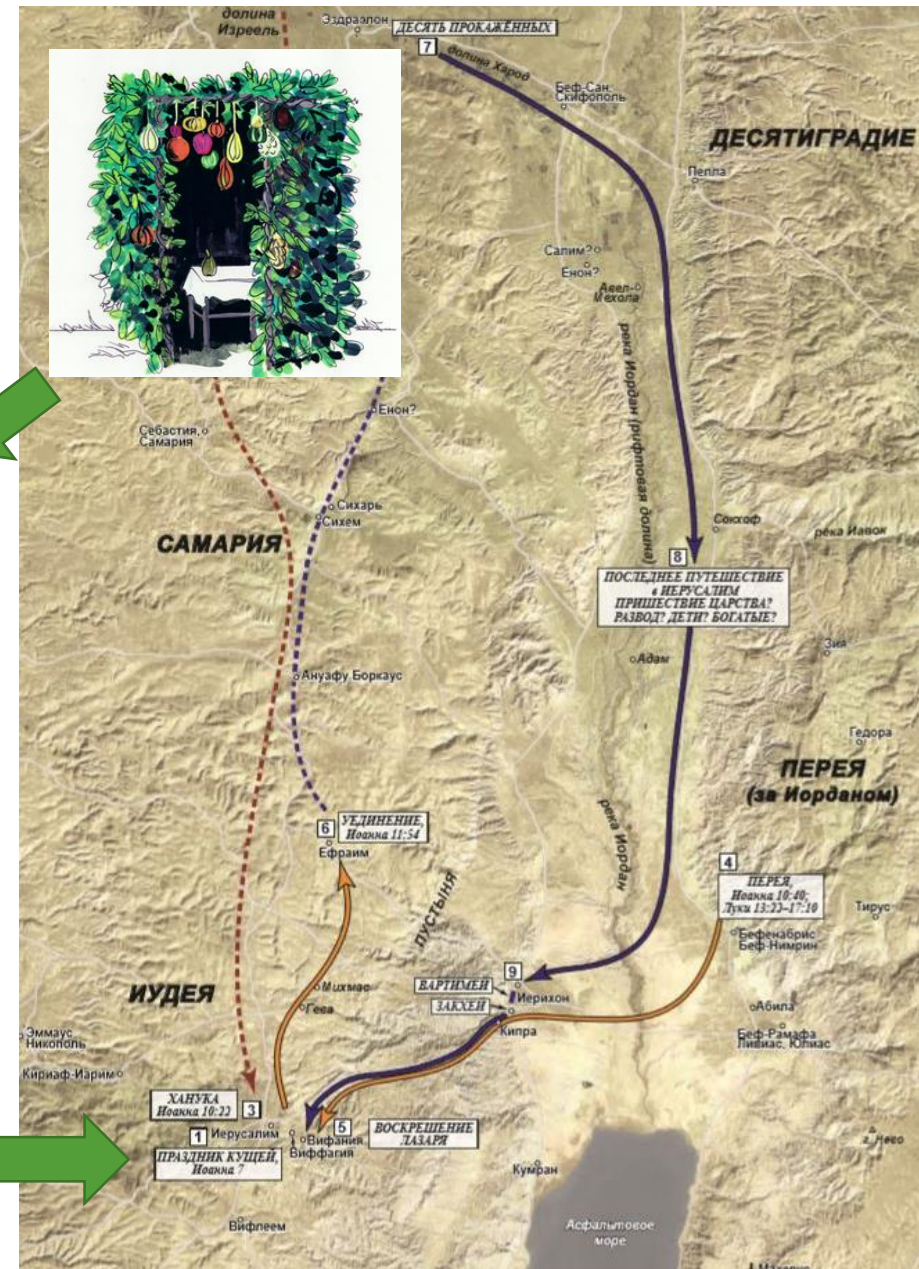 долина
Изреель
Эздраэлон
ДЕСЯТЬ ПРОКАЖЁННЫХ
7
долина Харод
Беф-Сан,
Скифополь
ДЕСЯТИГРАДИЕ
Пелла
Салим?
Енон?
Авел-
Мехола
река Иордан (рифтовая долина)
Енон?
Себастия,
Самария
Сихарь
Сихем
САМАРИЯ
Сокхоф
река Иавок
8
ПОСЛЕДНЕЕ ПУТЕШЕСТВИЕ
в ИЕРУСАЛИМ
ПРИШЕСТВИЕ ЦАРСТВА?
РАЗВОД? ДЕТИ? БОГАТЫЕ?
Адам
Зия
Ануафу Боркаус
Гедора
ПЕРЕЯ
(за Иорданом)
река Иордан
6
УЕДИНЕНИЕ,
Иоанна 11:54
Ефраим
4
ПЕРЕЯ,
Иоанна 10:40;
Луки 13:22–17:10
Тирус
ПУСТЫНЯ
Бефенабрис
Беф-Нимрин
9
ВАРТИМЕЙ
Иерихон
ЗАКХЕЙ
Кипра
ИУДЕЯ
Михмас
Гева
Абила
Беф-Рамафа
Ливиас, Юлиас
Эммаус
Никополь
Кириаф-Иарим
ХАНУКА
Иоанна 10:22
3
1
Иерусалим
ПРАЗДНИК КУЩЕЙ,
Иоанна 7
5
Вифания
Виффагия
ВОСКРЕШЕНИЕ
ЛАЗАРЯ
Кумран
Вифлеем
Асфальтовое
море